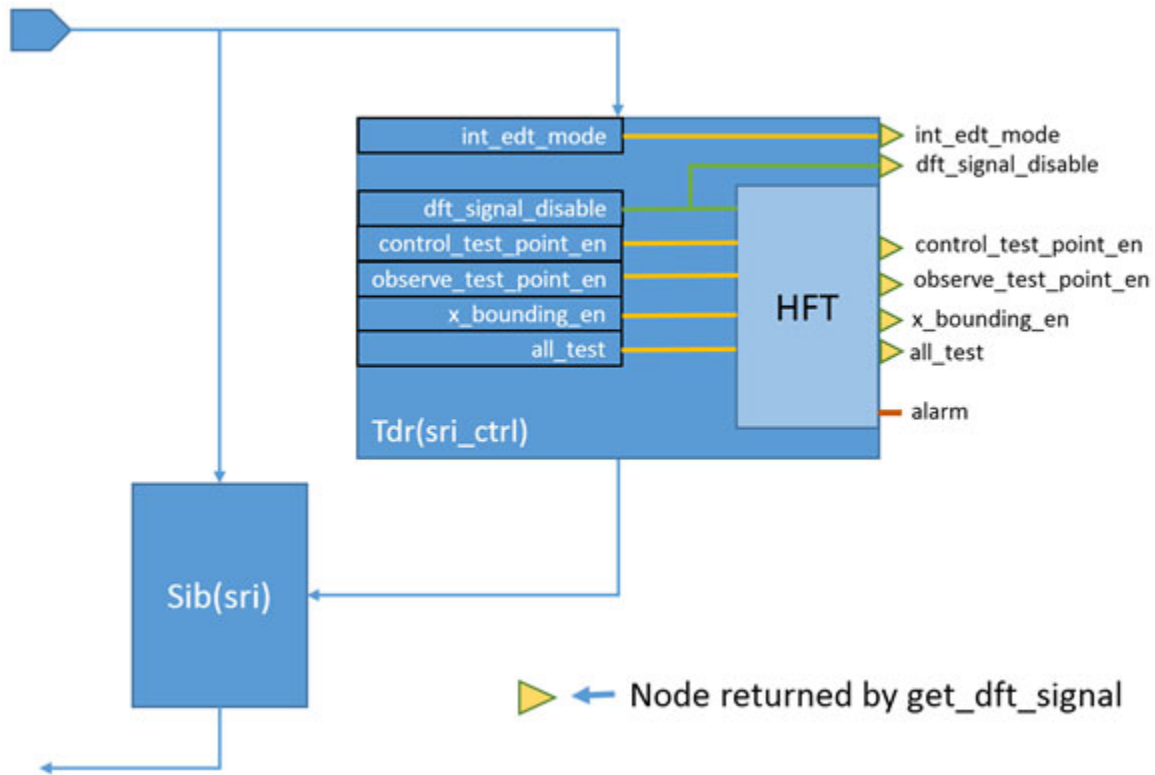 int_edt_mode
int_edt_mode
dft_signal_disable
dft_signal_disable
control_test_point_en
control_test_point_en
observe_test_point_en
observe_test_point_en
x_bounding_en
x_bounding_en
all_test
all_test
HFT
alarm
Tdr(sri_ctrl)
Sib(sri)
Node returned by get_dft_signal